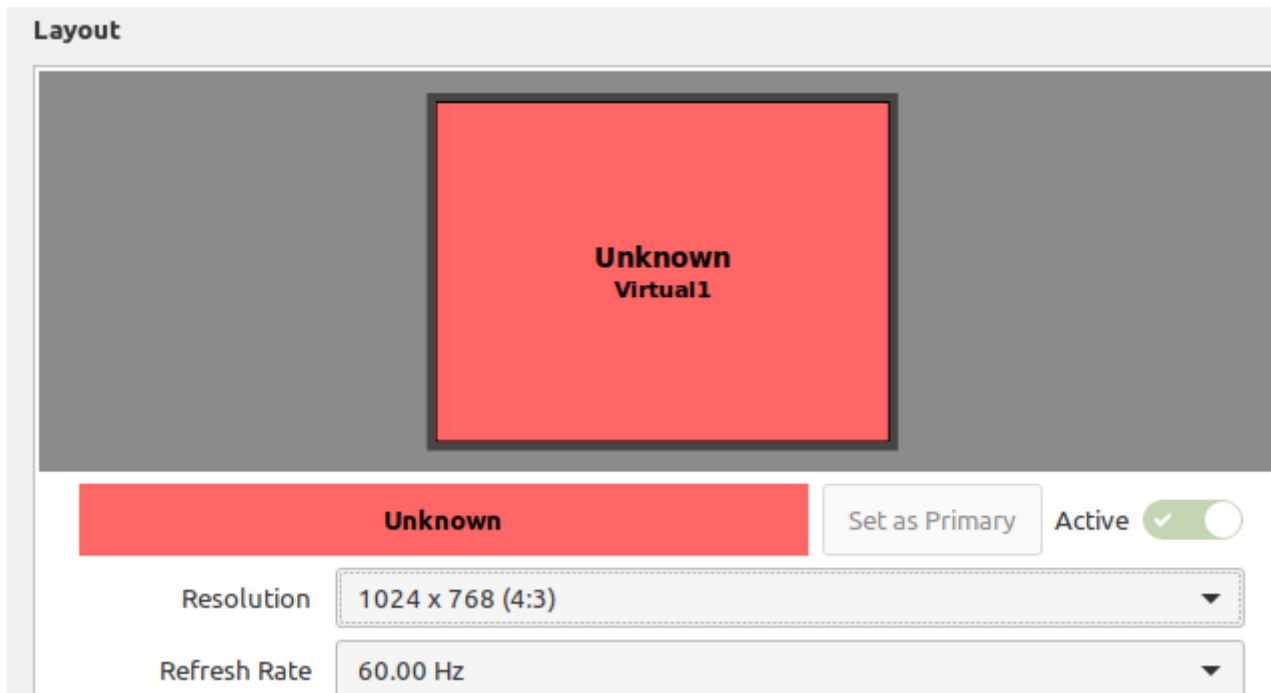 Layout
Unknown
Virtual1
Unknown
Set as Primary
Active
Resolution
1024 x 768 (4:3)
Refresh Rate
60.00 Hz